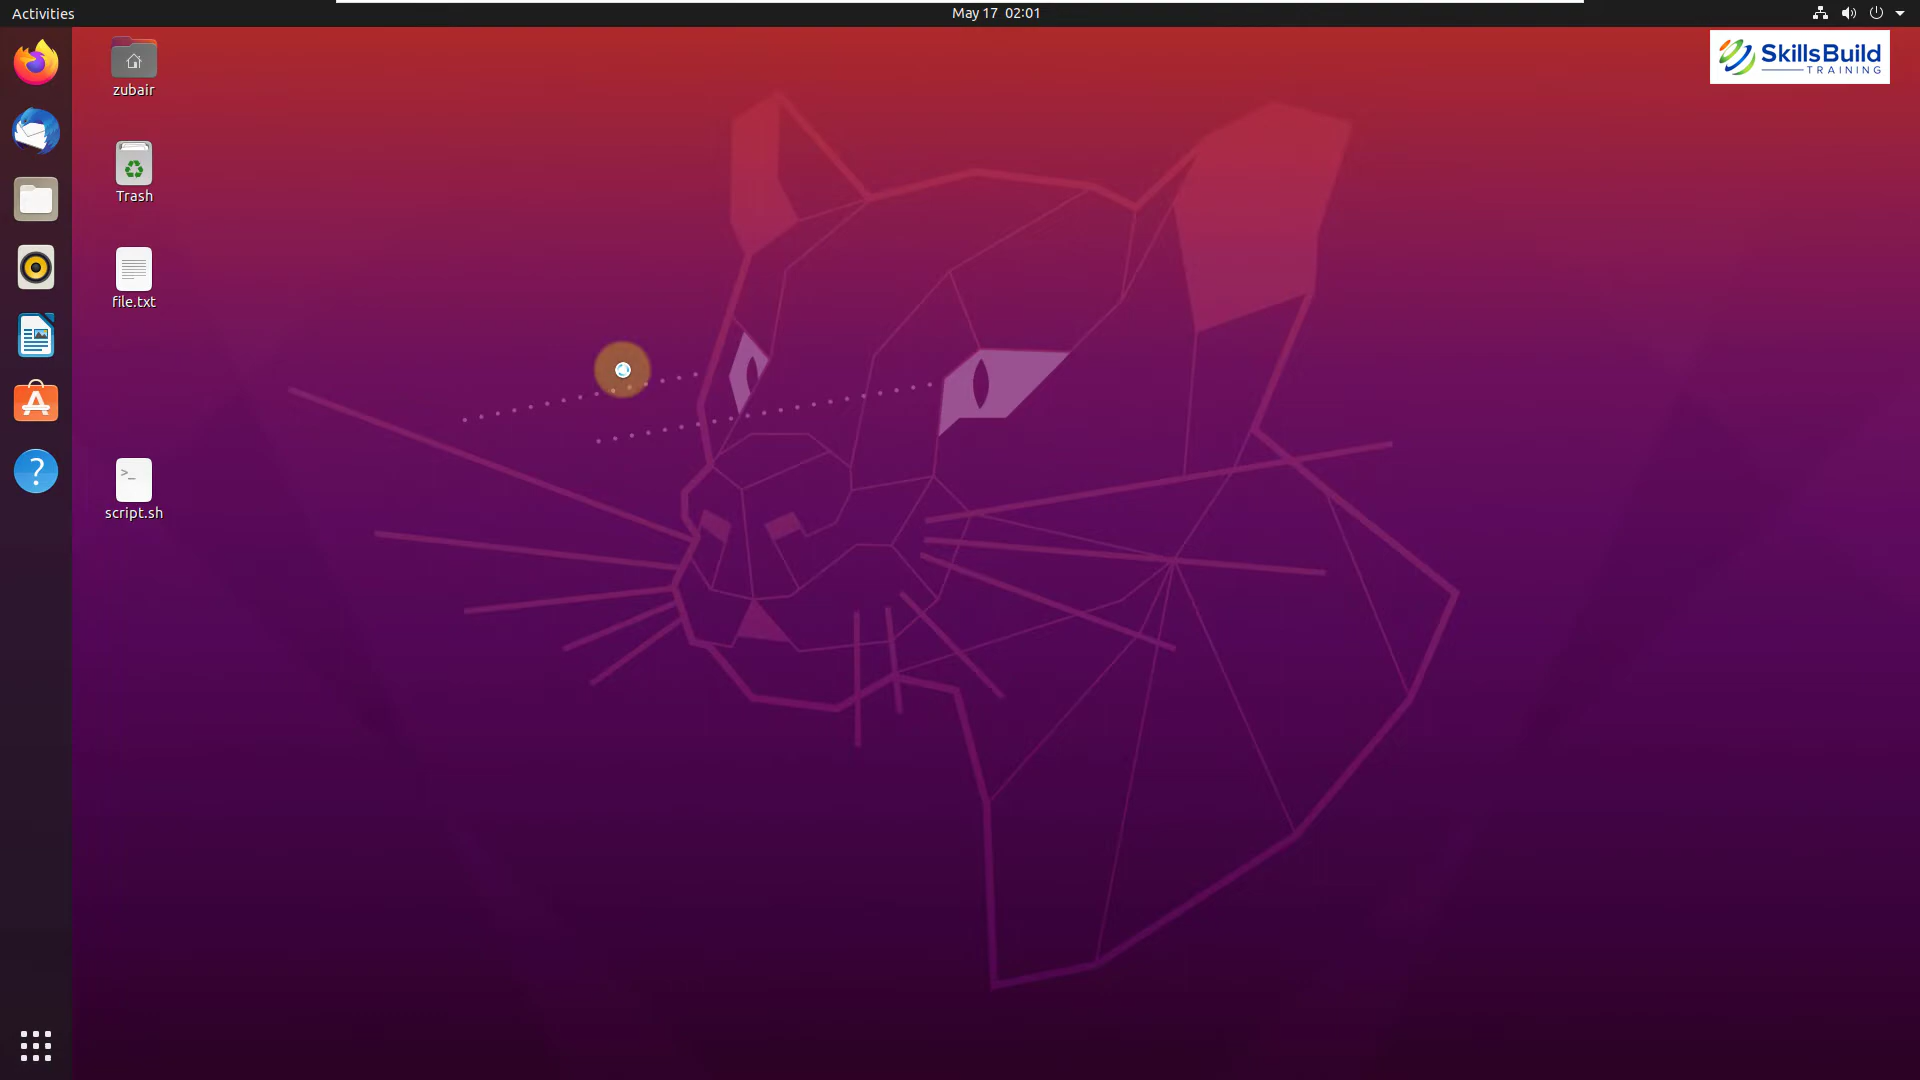 Activities
May 17 02:01
zubair
SkillsBuild
TRAINING
Trash
file.txt
A
?
>_
script.sh